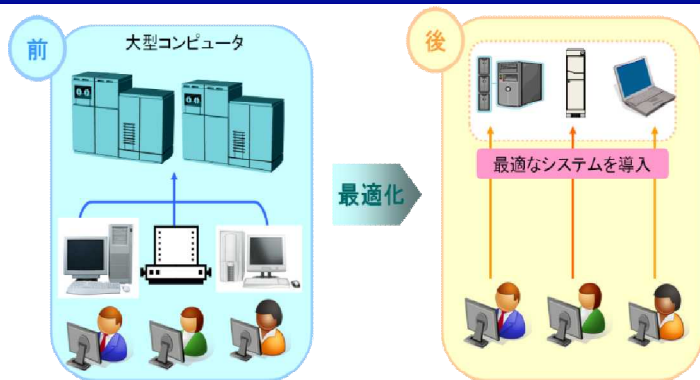 前
大型コンピュータ
最適化
後
最適なシステムを導入